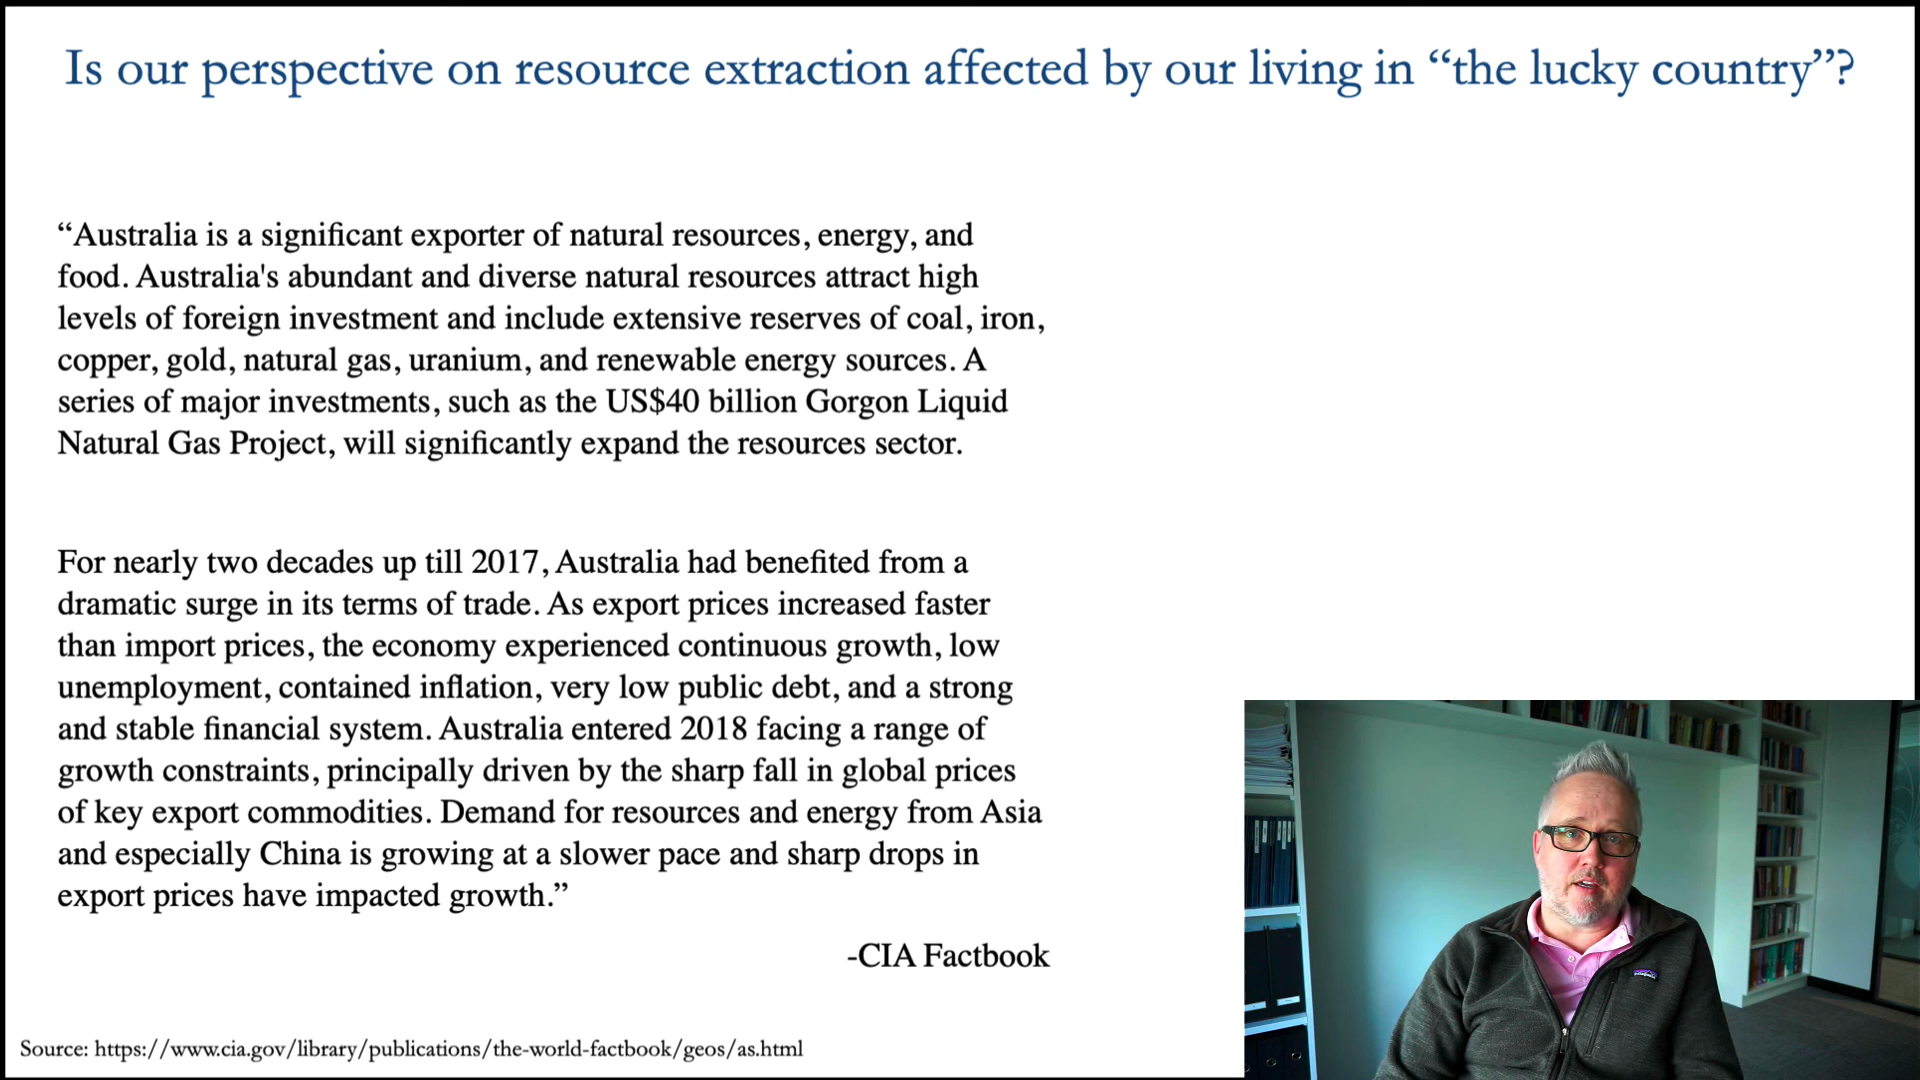 Is our perspective on resource extraction affected by our living in “the lucky country”?
“Australia is a significant exporter of natural resources, energy, and
food. Australia's abundant and diverse natural resources attract high
levels of foreign investment and include extensive reserves of coal, iron,
copper, gold, natural gas, uranium, and renewable energy sources. A
series of major investments, such as the US$40 billion Gorgon Liquid
Natural Gas Project, will significantly expand the resources sector.
For nearly two decades up till 2017, Australia had benefited from a
dramatic surge in its terms of trade. As export prices increased faster
than import prices, the economy experienced continuous growth, low
unemployment, contained inflation, very low public debt, and a strong
and stable financial system. Australia entered 2018 facing a range of
growth constraints, principally driven by the sharp fall in global prices
of key export commodities. Demand for resources and energy from Asia
and especially China is growing at a slower pace and sharp drops in
export prices have impacted growth.”
-CIA Factbook
Source: https://www.cia.gov/library/publications/the-world-factbook/geos/as.html